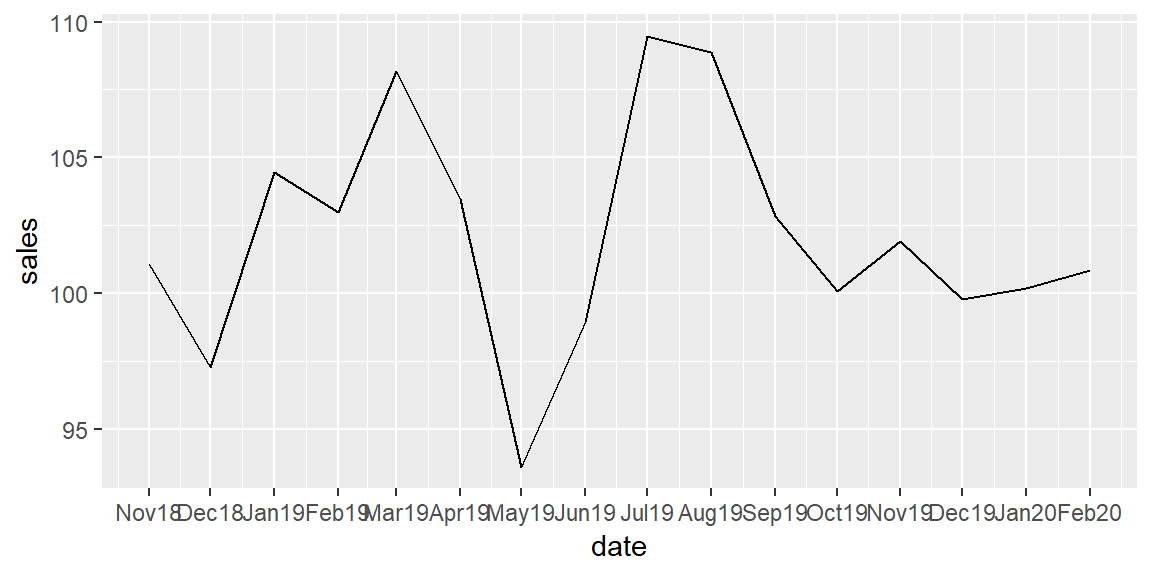 110
105
100
95
sales
Nov18 Dec18 Jan19 Feb19 Mar19 Apr19 May19 Jun19 Jul19 Aug19 Sep19 Oct19 Nov19 Dec19 Jan20 Feb20
date